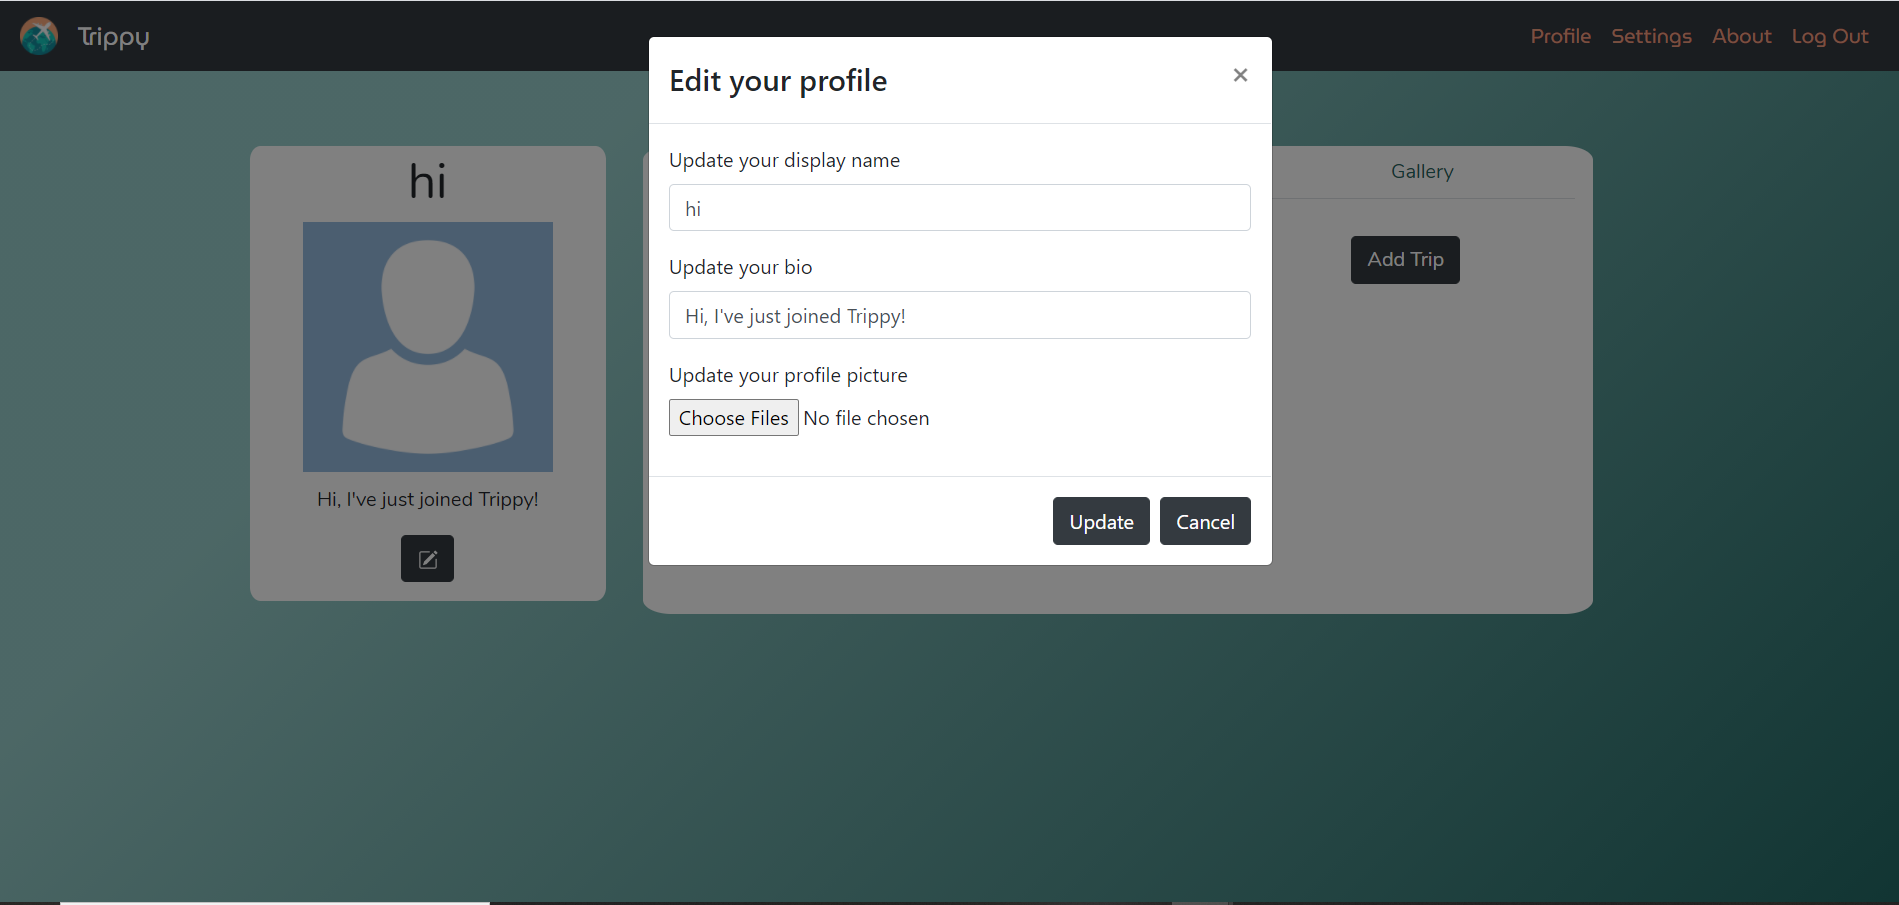 Trippy
Profile Settings About Log Out
Edit your profile
×
Update your display name
hi
Update your bio
Hi, I've just joined Trippy!
Update your profile picture
Choose Files No file chosen
Update Cancel
hi
Hi, I've just joined Trippy!
Gallery
Add Trip